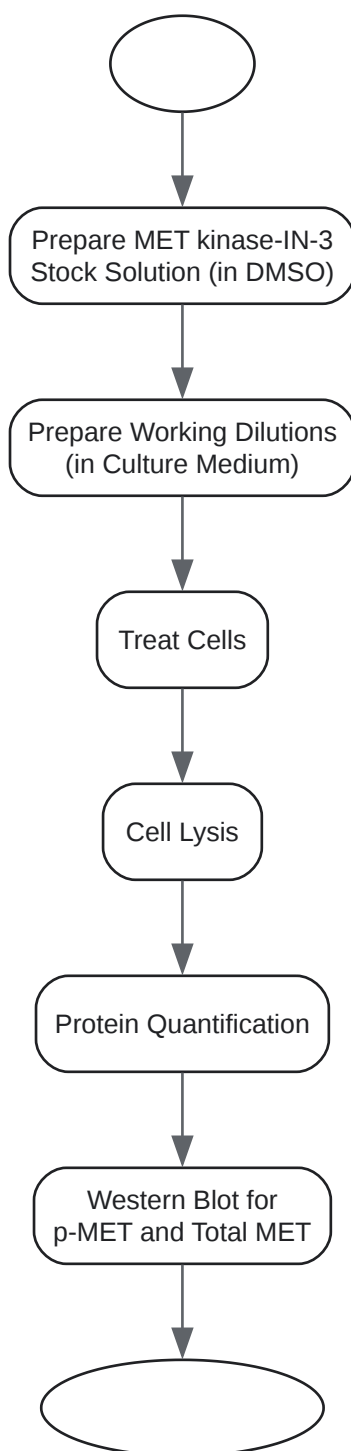 Prepare MET kinase-IN-3
Stock Solution (in DMSO)
Prepare Working Dilutions
(in Culture Medium)
Treat Cells
Cell Lysis
Protein Quantification
Western Blot for
p-MET and Total MET